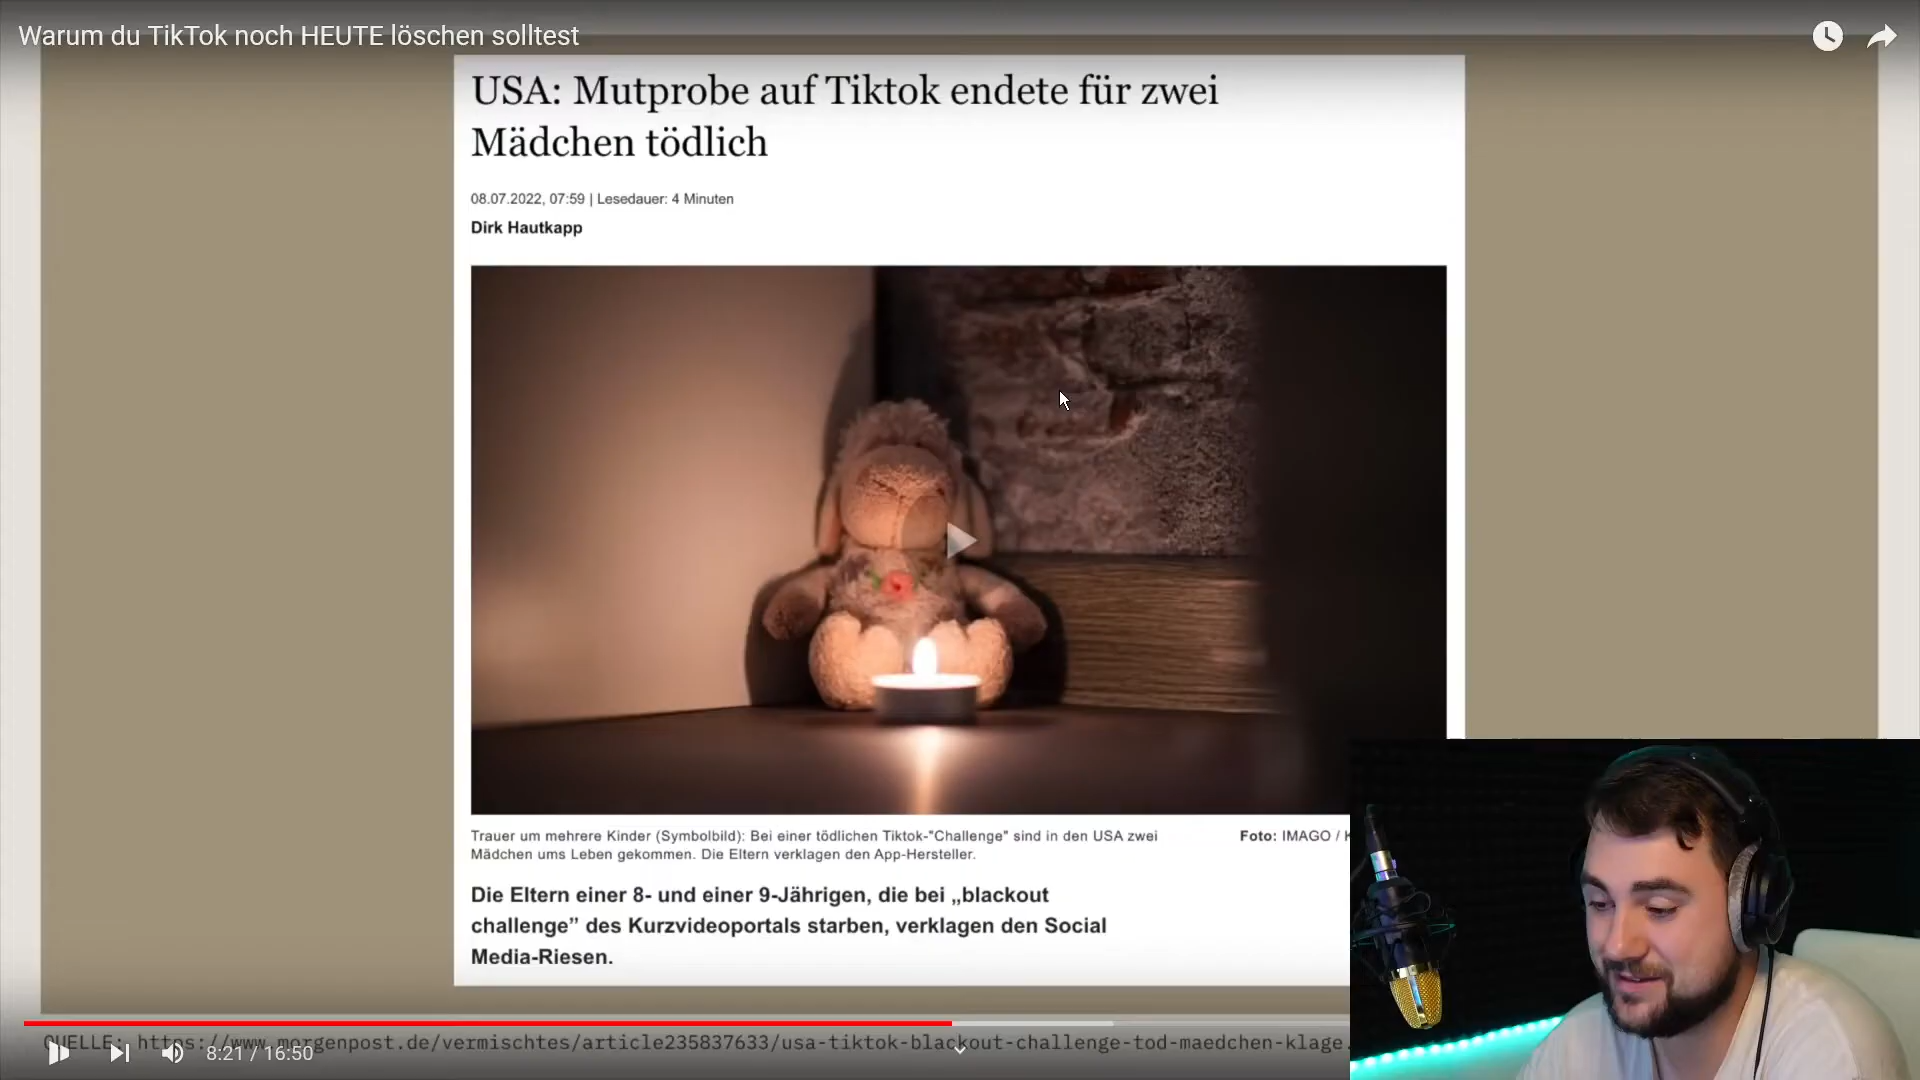 Warum du TikTok noch HEUTE löschen solltest
USA: Mutprobe auf Tiktok endete für zwei
Mädchen tödlich
08.07.2022, 07:59 | Lesedauer: 4 Minuten
Dirk Hautkapp
Trauer um mehrere Kinder (Symbolbild): Bei einer tödlichen Tiktok-"Challenge" sind in den USA zwei
Mädchen ums Leben gekommen. Die Eltern verklagen den App-Hersteller.
Foto: IMAGO / K
Die Eltern einer 8- und einer 9-Jährigen, die bei „blackout
challenge” des Kurzvideoportals starben, verklagen den Social
Media-Riesen.
QUELLE: https://www.morgenpost.de/vermischtes/article235837633/usa-tiktok-blackout-challenge-tod-maedchen-klage.
8:21 / 16:50